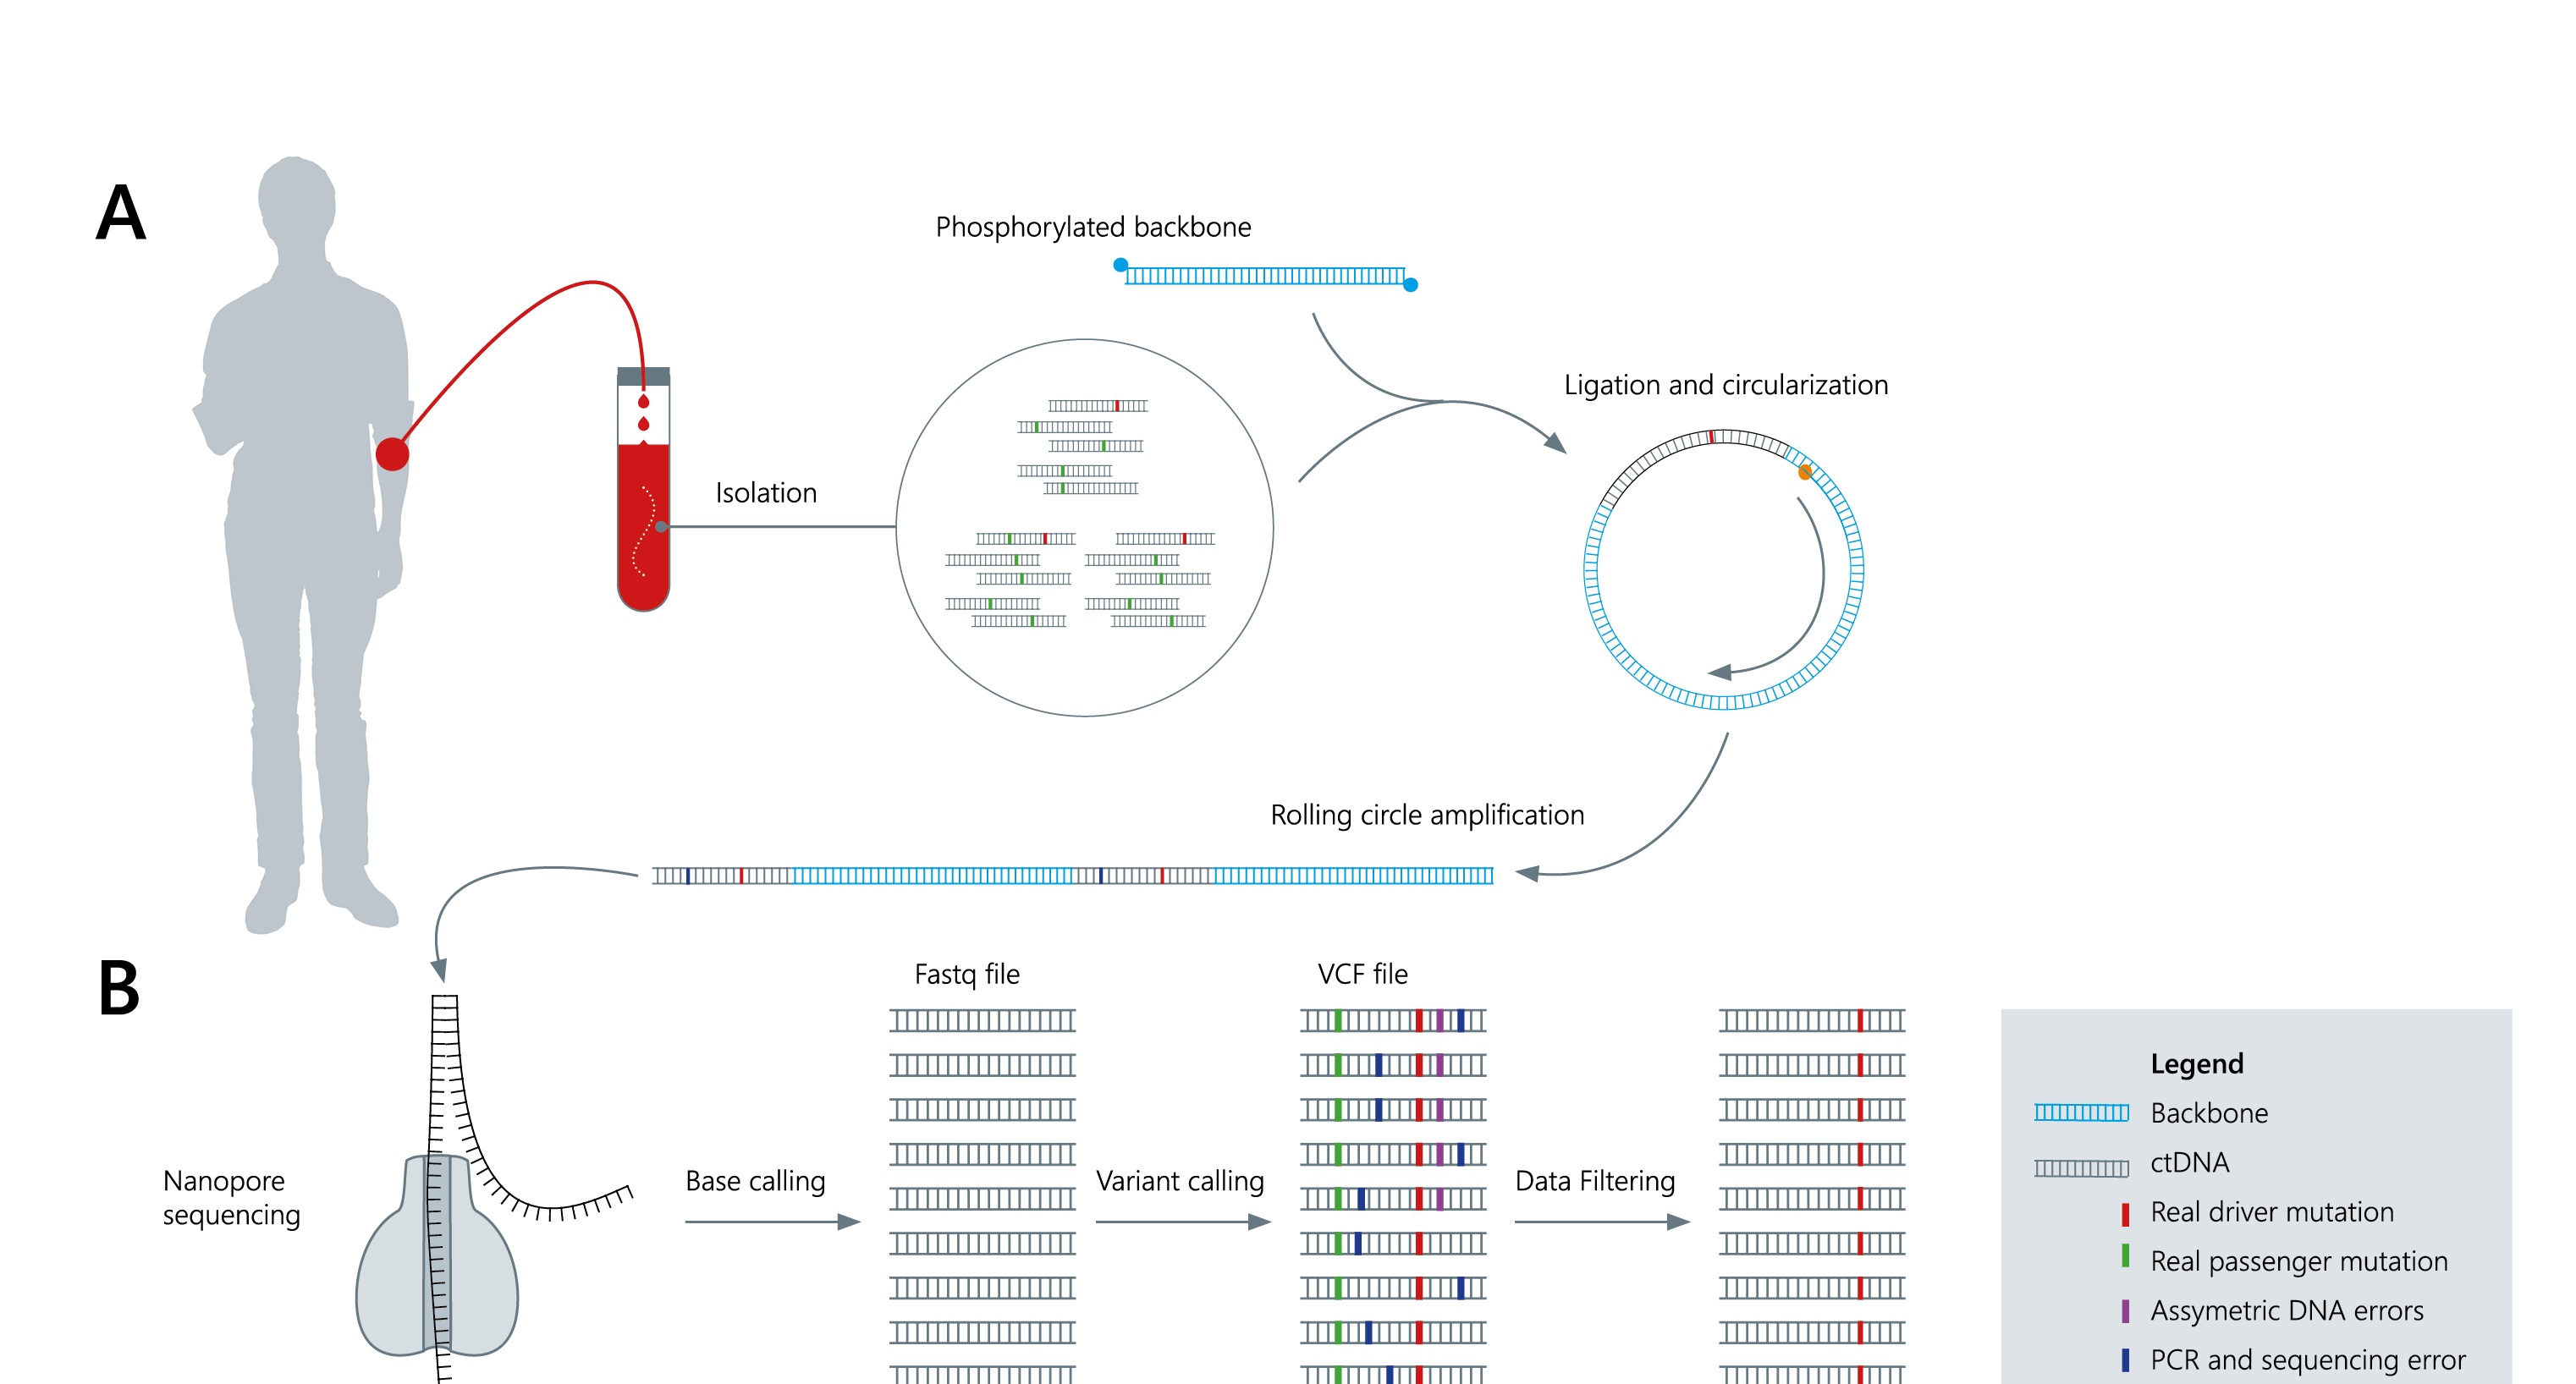 A
Phosphorylated backbone
Ligation and circularization
Isolation
Rolling circle amplification
B
Fastq file
VCF file
Nanopore
sequencing
Base calling
Variant calling
Data Filtering
Legend
Backbone
ctDNA
Real driver mutation
Real passenger mutation
Assymetric DNA errors
PCR and sequencing error